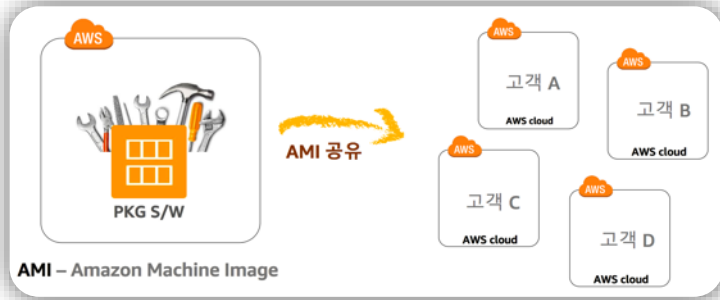 AWS
PKG S/W
AMI – Amazon Machine Image
AMI 공유
AWS
고객 A
AWS cloud
AWS
고객 B
AWS cloud
AWS
고객 C
AWS cloud
AWS
고객 D
AWS cloud